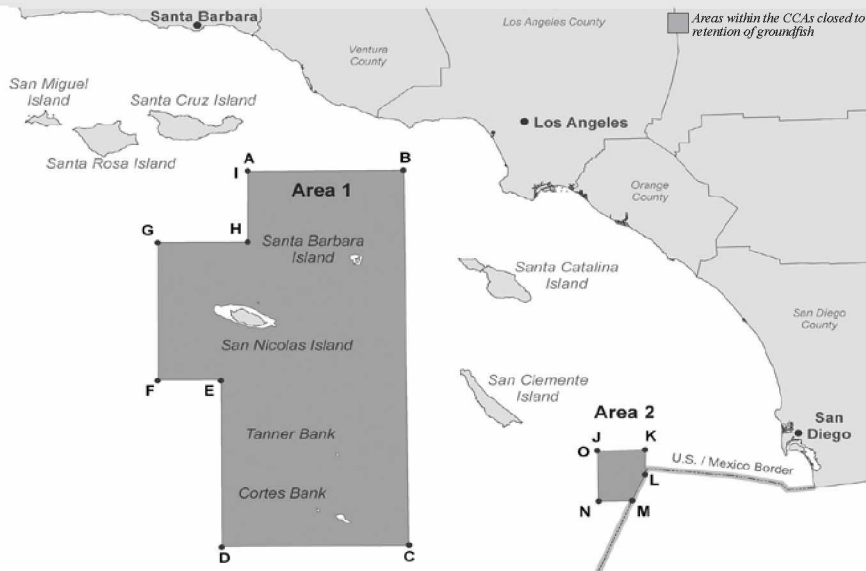 Santa Barbara
Los Angeles County
Areas within the CCAs closed to
retention of groundfish
Ventura
County
San Miguel
Island
Santa Cruz Island
Los Angeles
Santa Rosa Island
A
B
I
Area 1
Orange
County
G
H
Santa Barbara
Island
Santa Catalina
Island
San Diego
County
San Nicolas Island
F
E
San Clemente
Island
Area 2
San
Diego
Tanner Bank
J
K
O
U.S. / Mexico Border
L
Cortes Bank
N
M
D
C